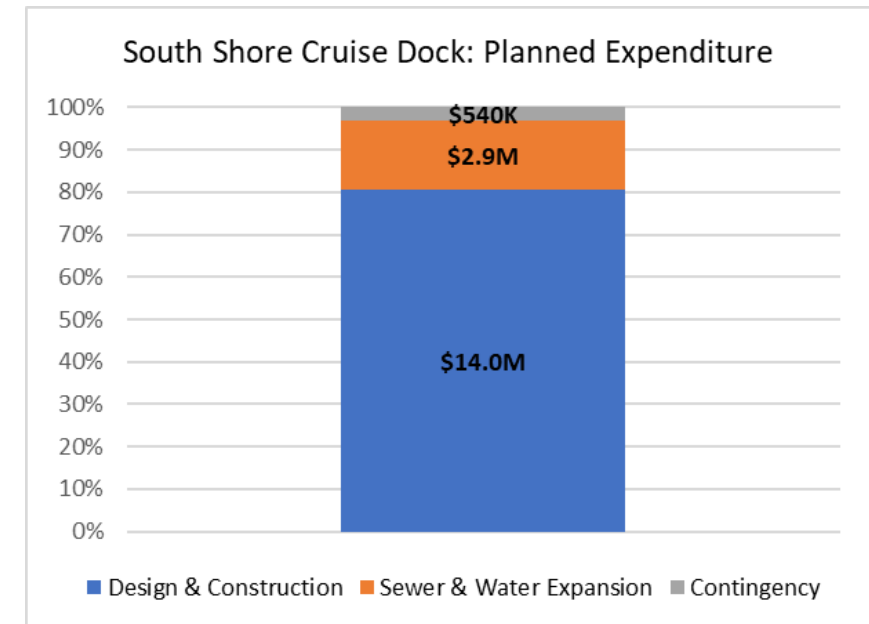 South Shore Cruise Dock: Planned Expenditure
100%
$540K
90%
$2.9M
80%
70%
60%
50%
40%
$14.0M
30%
20%
10%
0%
Design & Construction Sewer & Water Expansion Contingency